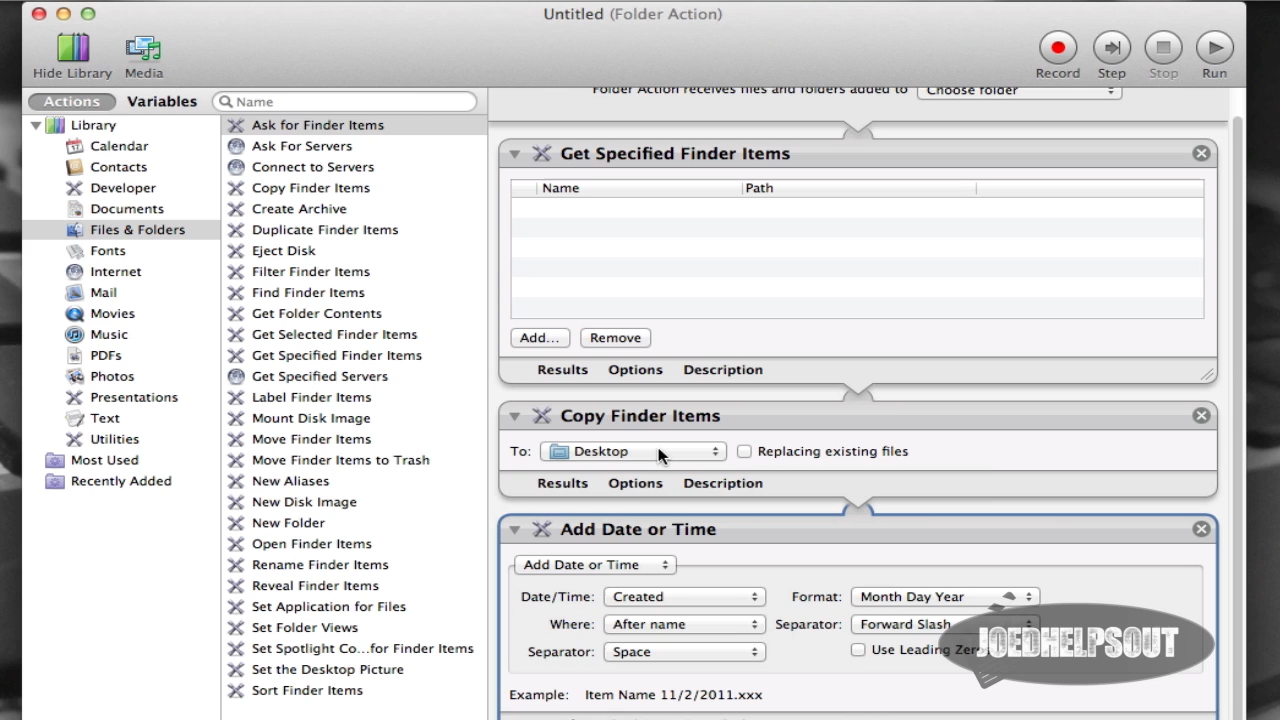 Untitled (Folder Action)
Hide Library
Media
Record
Step
Stop
Run
Actions
Variables
Name
Folder Action receives files and folders added to
Choose folder
Library
Calendar
Contacts
Developer
Documents
Files & Folders
Fonts
Internet
Mail
Movies
Music
PDFs
Photos
Presentations
Text
Utilities
Most Used
Recently Added
Ask for Finder Items
Ask For Servers
Connect to Servers
Copy Finder Items
Create Archive
Duplicate Finder Items
Eject Disk
Filter Finder Items
Find Finder Items
Get Folder Contents
Get Selected Finder Items
Get Specified Finder Items
Get Specified Servers
Label Finder Items
Mount Disk Image
Move Finder Items
Move Finder Items to Trash
New Aliases
New Disk Image
New Folder
Open Finder Items
Rename Finder Items
Reveal Finder Items
Set Application for Files
Set Folder Views
Set Spotlight Co...for Finder Items
Set the Desktop Picture
Sort Finder Items
Get Specified Finder Items
Name Path
Add... Remove
Results Options Description
Copy Finder Items
To: Desktop Replacing existing files
Results Options Description
Add Date or Time
Add Date or Time
Date/Time: Created Format: Month Day Year
Where: After name Separator: Forward Slash
Separator: Space Use Leading
JOEDHELPSOUT
Example: Item Name 11/2/2011.xxx